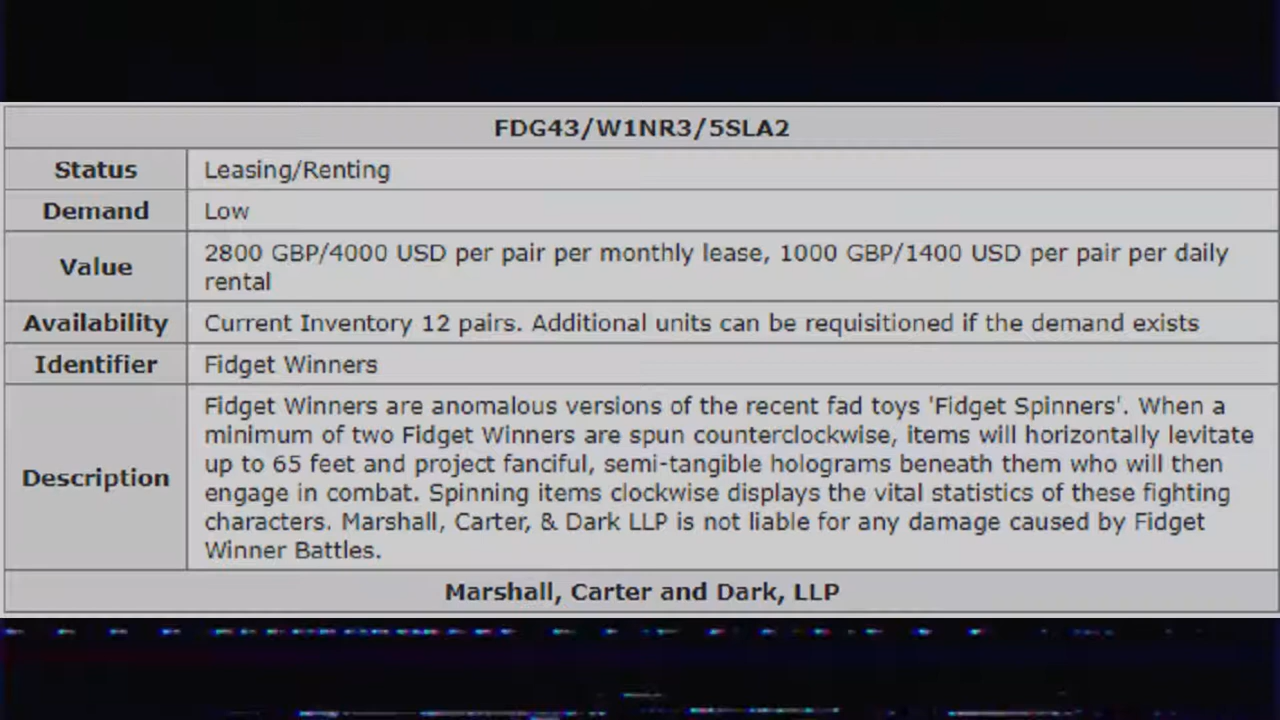 FDG43/W1NR3/5SLA2
Status
Leasing/Renting
Demand
Low
Value
2800 GBP/4000 USD per pair per monthly lease, 1000 GBP/1400 USD per pair per daily
rental
Availability
Current Inventory 12 pairs. Additional units can be requisitioned if the demand exists
Identifier
Fidget Winners
Description
Fidget Winners are anomalous versions of the recent fad toys 'Fidget Spinners'. When a
minimum of two Fidget Winners are spun counterclockwise, items will horizontally levitate
up to 65 feet and project fanciful, semi-tangible holograms beneath them who will then
engage in combat. Spinning items clockwise displays the vital statistics of these fighting
characters. Marshall, Carter, & Dark LLP is not liable for any damage caused by Fidget
Winner Battles.
Marshall, Carter and Dark, LLP